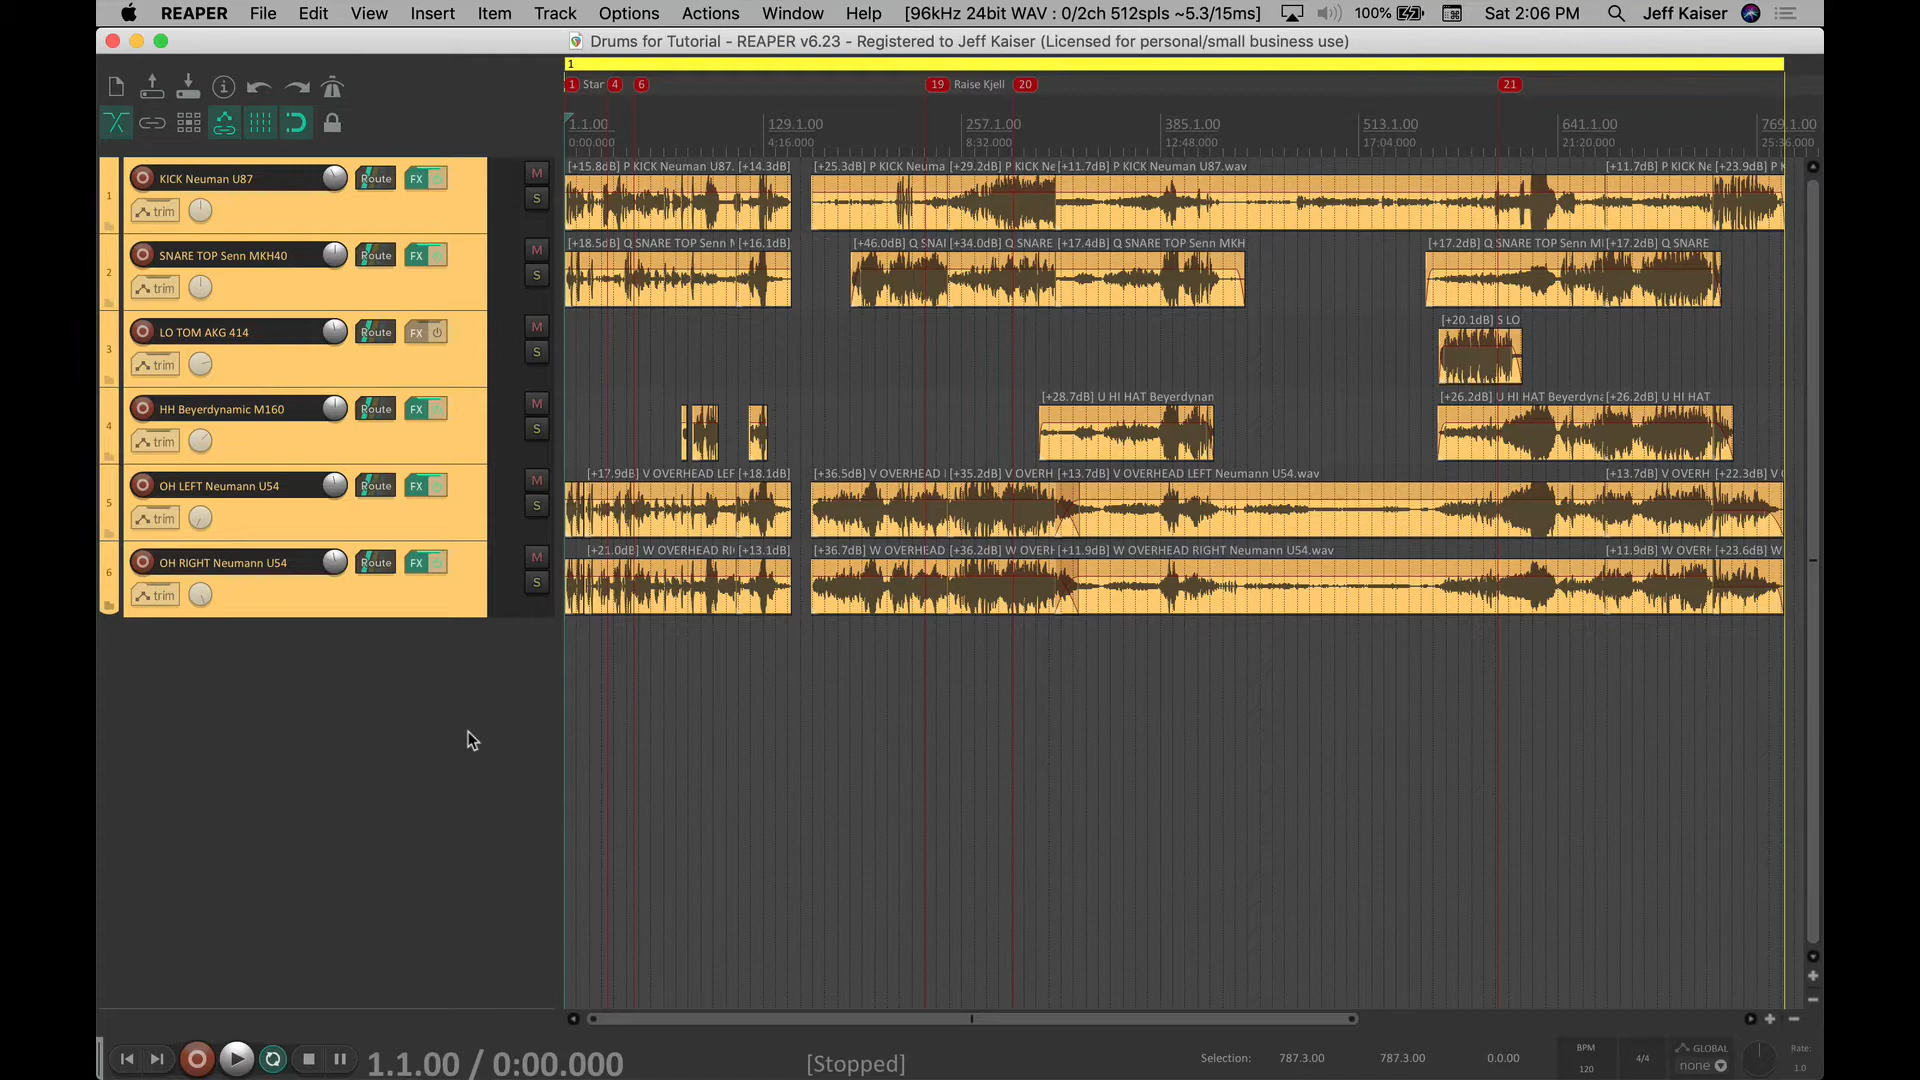 REAPER File Edit View Insert Item Track Options Actions Window Help [96kHz 24bit WAV : 0/2ch 512spls ~5.3/15ms] 100% Sat 2:06 PM Jeff Kaiser
Drums for Tutorial - REAPER v6.23 - Registered to Jeff Kaiser (Licensed for personal/small business use)
1
1 Star 4 6 19 Raise Kjell 20 21
1.1.00 129.1.00 257.1.00 385.1.00 513.1.00 641.1.00 769.1.00
0:00.000 4:16.000 8:32.000 12:48.000 17:04.000 21:20.000 25:36.000
[+15.8dB] P KICK Neuman U87. [+14.3dB] [+25.3dB] P KICK Neuma [+29.2dB] P KICK Ne [+11.7dB] P KICK Neuman U87.wav [+11.7dB] P KICK Ne [+23.9dB] P K
1 KICK Neuman U87 Route FX M
trim S
[+18.5dB] Q SNARE TOP Senn M [+16.1dB] [+46.0dB] Q SNAI [+34.0dB] Q SNARE [+17.4dB] Q SNARE TOP Senn MKH [+17.2dB] Q SNARE TOP Senn M [+17.2dB] Q SNARE
2 SNARE TOP Senn MKH40 Route FX M
trim S
[+20.1dB] S LO
3 LO TOM AKG 414 Route FX M
trim S
[+28.7dB] U HI HAT Beyerdynan [+26.2dB] U HI HAT Beyerdyna [+26.2dB] U HI HAT
4 HH Beyerdynamic M160 Route FX M
trim S
[+17.9dB] V OVERHEAD LEF [+18.1dB] [+36.5dB] V OVERHEAD [+35.2dB] V OVERH [+13.7dB] V OVERHEAD LEFT Neumann U54.wav [+13.7dB] V OVERH [+22.3dB] V
5 OH LEFT Neumann U54 Route FX M
trim S
[+21.0dB] W OVERHEAD RI [+13.1dB] [+36.7dB] W OVERHEAD [+36.2dB] W OVERH [+11.9dB] W OVERHEAD RIGHT Neumann U54.wav [+11.9dB] W OVERH [+23.6dB] W
6 OH RIGHT Neumann U54 Route FX M
trim S
1.1.00 / 0:00.000 [Stopped] Selection: 787.3.00 787.3.00 0.0.00 BPM 120 4/4 GLOBAL none Rate: 1.0